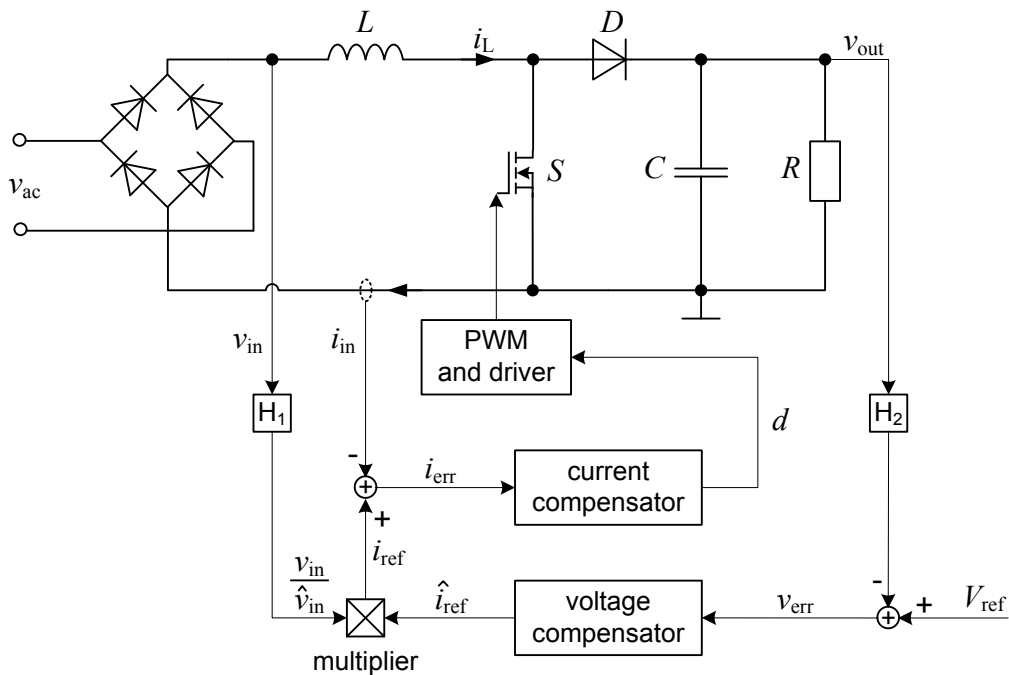 L
i_L
D
v_out
v_ac
S
C
R
PWM
and driver
v_in
i_in
H_1
H_2
d
-
i_err
current
compensator
+
+
i_ref
v_in
v̂_in
î_ref
voltage
compensator
v_err
-
+
+
V_ref
multiplier